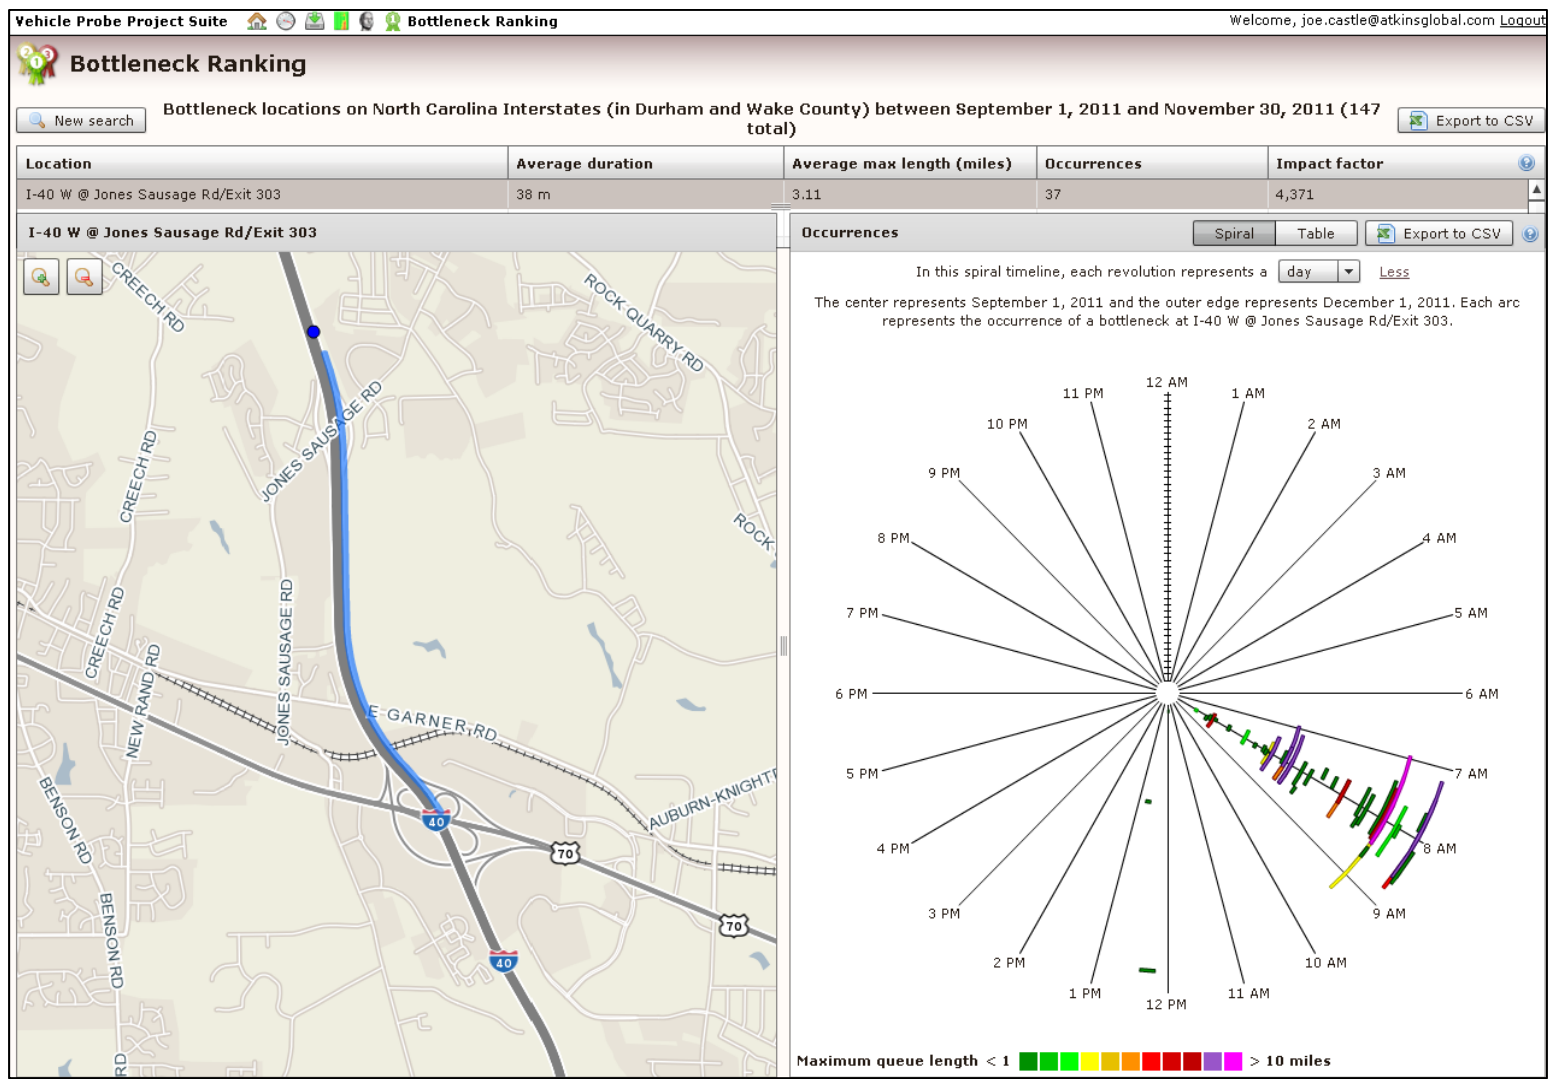 Vehicle Probe Project Suite Bottleneck Ranking
Welcome, joe.castle@atkinsglobal.com Logout
Bottleneck Ranking
New search
Bottleneck locations on North Carolina Interstates (in Durham and Wake County) between September 1, 2011 and November 30, 2011 (147
total)
Export to CSV
Location Average duration Average max length (miles) Occurrences Impact factor
I-40 W @ Jones Sausage Rd/Exit 303 38 m 3.11 37 4,371
I-40 W @ Jones Sausage Rd/Exit 303
CREECH RD
ROCK-QUARRY RD
JONES SAUSAGE RD
CREECH RD
ROCK
CREECH RD
JONES SAUSAGE RD
NEW RAND RD
E GARNER RD
BENSON RD
AUBURN-KNIGHT
40
70
BENSON RD
70
40
RD
Occurrences
Spiral Table Export to CSV
In this spiral timeline, each revolution represents a day Less
The center represents September 1, 2011 and the outer edge represents December 1, 2011. Each arc
represents the occurrence of a bottleneck at I-40 W @ Jones Sausage Rd/Exit 303.
12 AM
11 PM 1 AM
10 PM 2 AM
9 PM 3 AM
8 PM 4 AM
7 PM 5 AM
6 PM 6 AM
5 PM 7 AM
4 PM 8 AM
3 PM 9 AM
2 PM 10 AM
1 PM 11 AM
12 PM
Maximum queue length < 1 > 10 miles